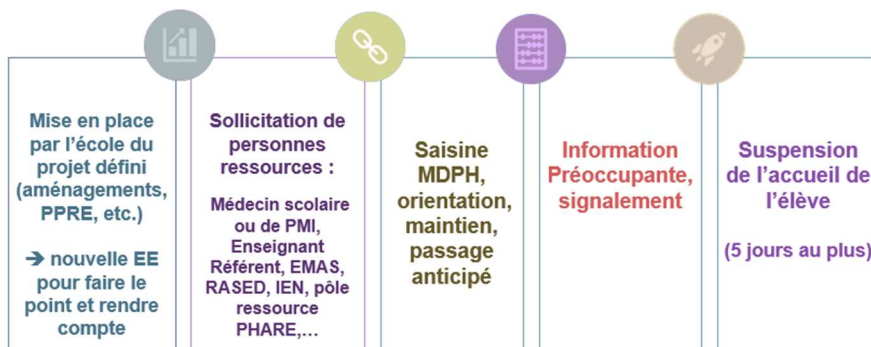 Mise en place
par l’école du
projet défini
(aménagements,
PPRE, etc.)
➔ nouvelle EE
pour faire le
point et rendre
compte
Sollicitation de
personnes
ressources :
Médecin scolaire
ou de PMI,
Enseignant
Référent, EMAS,
RASED, IEN, pôle
ressource
PHARE,…
Saisine
MDPH,
orientation,
maintien,
passage
anticipé
Information
Préoccupante,
signalement
Suspension
de l’accueil de
l’élève
(5 jours au plus)